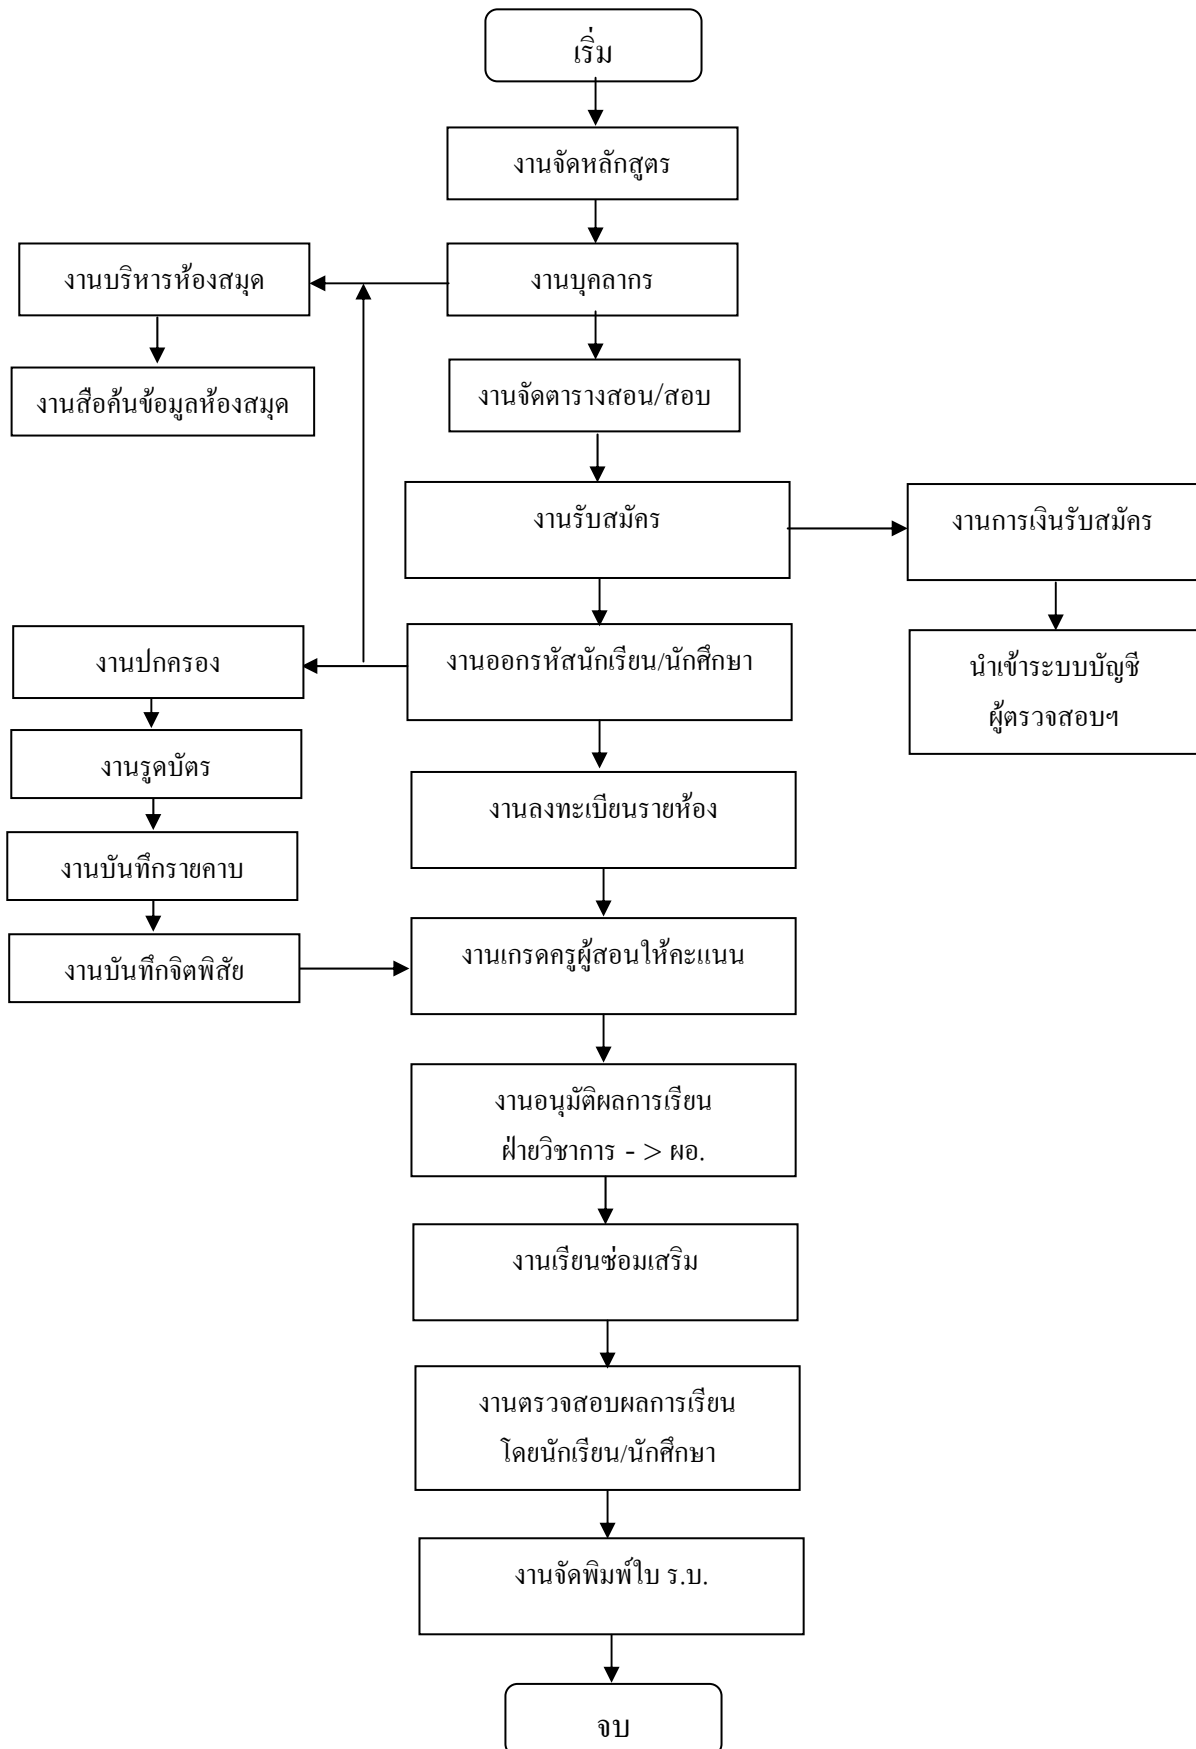 เริ่ม
งานจัดหลักสูตร
งานบริหารห้องสมุด
งานบุคลากร
งานสือค้นข้อมูลห้องสมุด
งานจัดตารางสอน/สอบ
งานรับสมัคร
งานการเงินรับสมัคร
งานปกครอง
งานออกรหัสนักเรียน/นักศึกษา
นำเข้าระบบบัญชี
ผู้ตรวจสอบฯ
งานรูดบัตร
งานลงทะเบียนรายห้อง
งานบันทึกรายคาบ
งานบันทึกจิตพิสัย
งานเกรดครูผู้สอนให้คะแนน
งานอนุมัติผลการเรียน
ฝ่ายวิชาการ - > ผอ.
งานเรียนซ่อมเสริม
งานตรวจสอบผลการเรียน
โดยนักเรียน/นักศึกษา
งานจัดพิมพ์ใบ ร.บ.
จบ